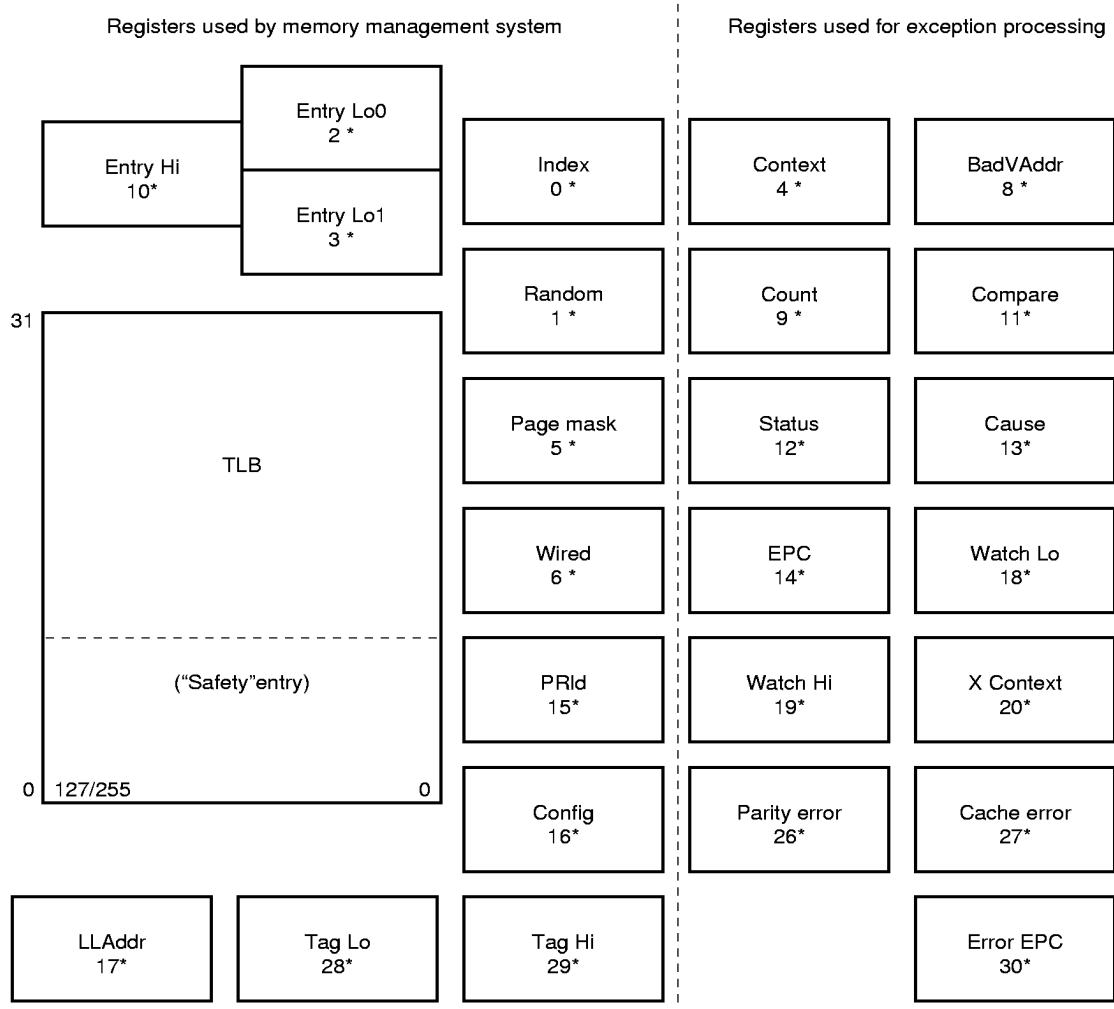 Registers used by memory management system
Registers used for exception processing
Entry Lo0
2 *
Entry Hi
10*
Entry Lo1
3 *
Index
0 *
Context
4 *
BadVAddr
8 *
Random
1 *
Count
9 *
Compare
11*
31
TLB
Page mask
5 *
Status
12*
Cause
13*
Wired
6 *
EPC
14*
Watch Lo
18*
(“Safety”entry)
PRId
15*
Watch Hi
19*
X Context
20*
0
127/255
0
Config
16*
Parity error
26*
Cache error
27*
LLAddr
17*
Tag Lo
28*
Tag Hi
29*
Error EPC
30*